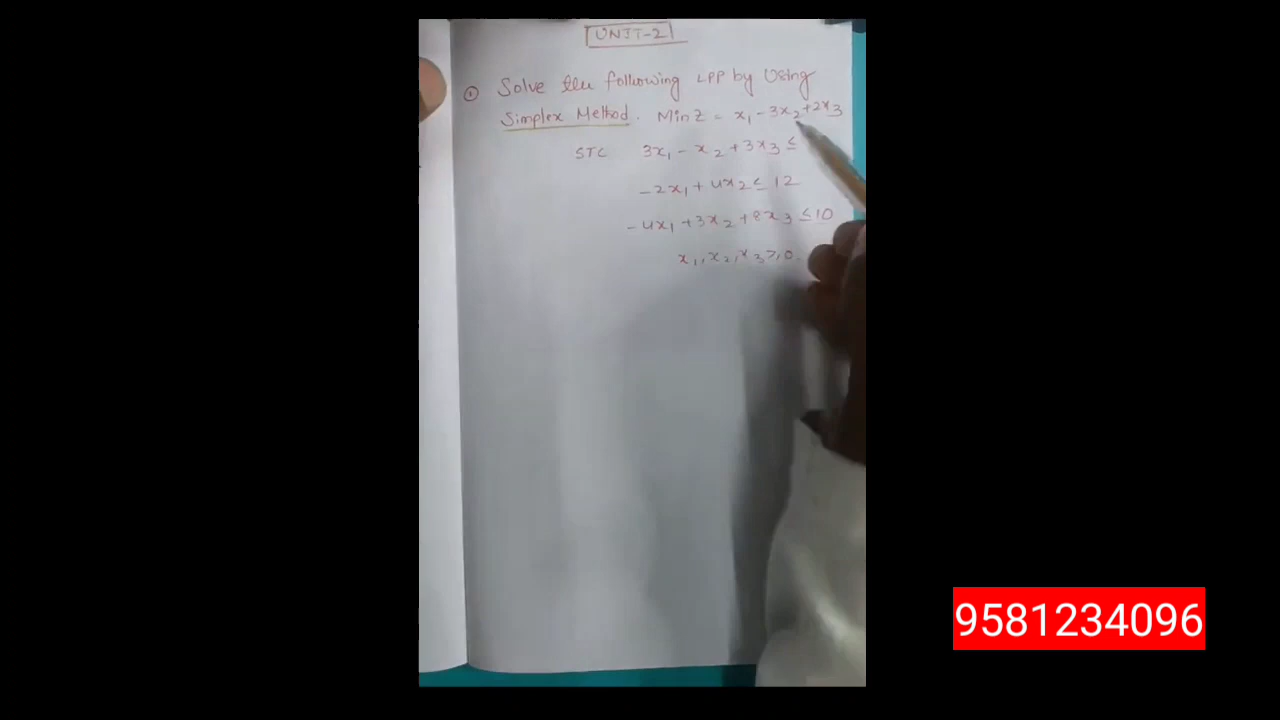 UNIT-2
① Solve the following LPP by Using
Simplex Method. Min Z = x₁ - 3x₂ + 2x₃
STC 3x₁ - x₂ + 3x₃ ≤
-2x₁ + 4x₂ ≤ 12
-4x₁ + 3x₂ + 8x₃ ≤ 10
x₁, x₂, x₃ ≥ 0.
9581234096